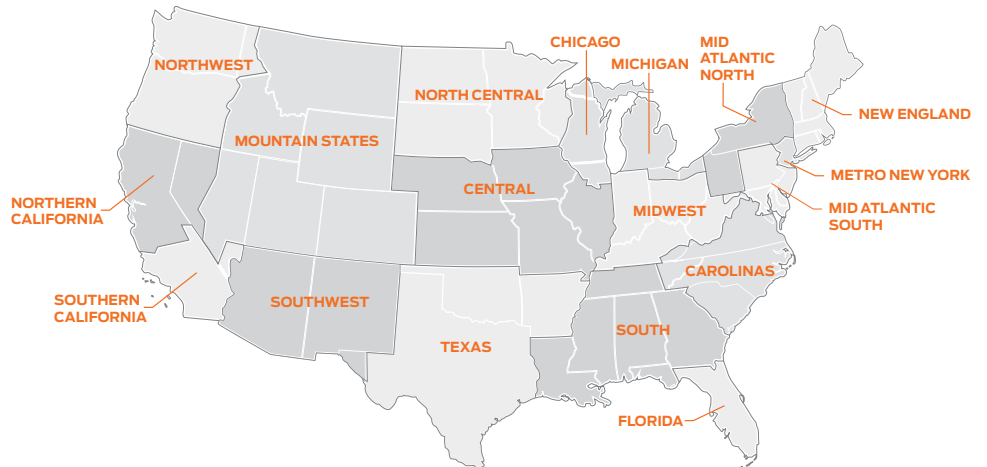 CHICAGO
MICHIGAN
MID
ATLANTIC
NORTH
NORTHWEST
NORTH CENTRAL
NEW ENGLAND
MOUNTAIN STATES
METRO NEW YORK
CENTRAL
NORTHERN
CALIFORNIA
MIDWEST
MID ATLANTIC
SOUTH
CAROLINAS
SOUTHERN
CALIFORNIA
SOUTHWEST
SOUTH
TEXAS
FLORIDA